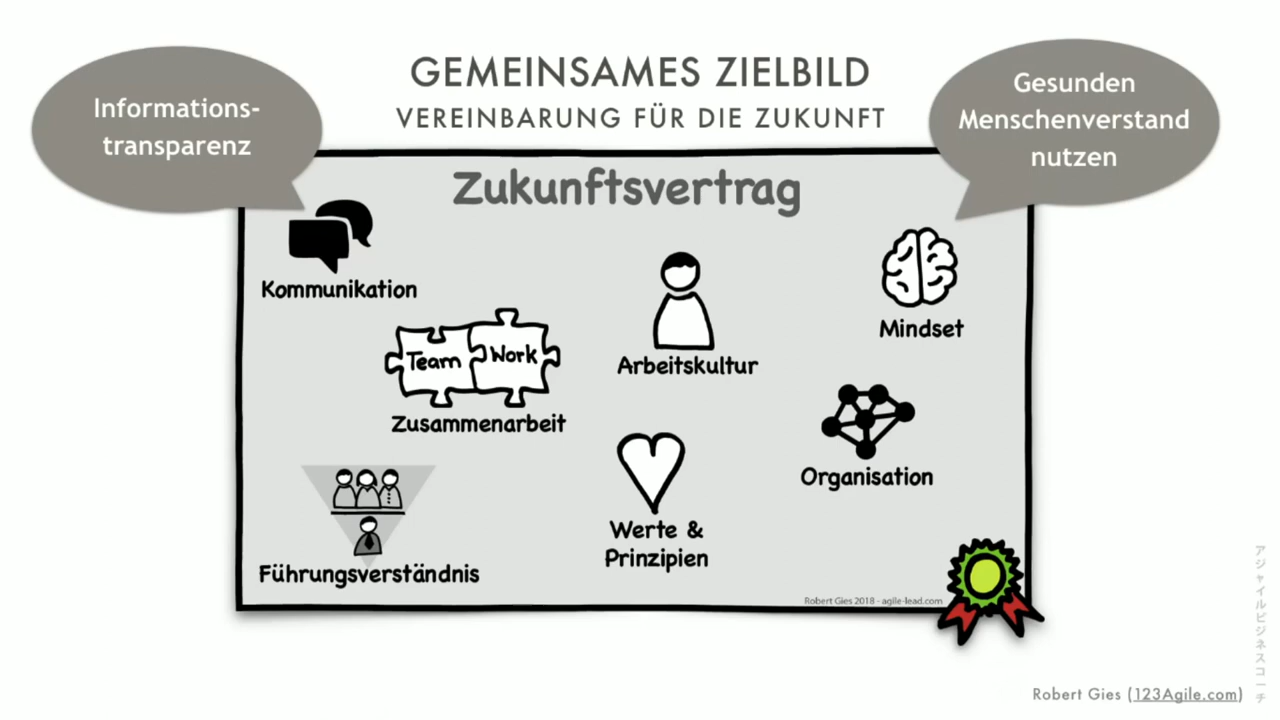 GEMEINSAMES ZIELBILD
VEREINBARUNG FÜR DIE ZUKUNFT
Informations-
transparenz
Gesunden
Menschenverstand
nutzen
Zukunftsvertrag
Kommunikation
Team Work
Zusammenarbeit
Arbeitskultur
Mindset
Organisation
Werte &
Prinzipien
Führungsverständnis
Robert Gies 2018 - agile-lead.com
Robert Gies (123Agile.com)
アジャイルビジネスコーチ